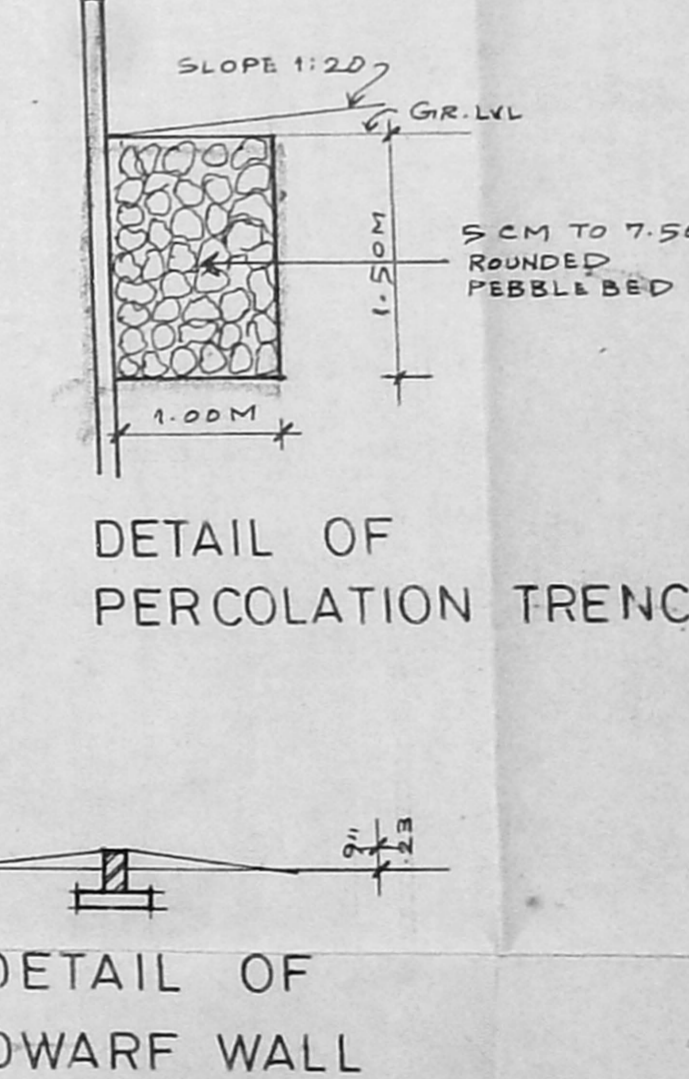 SLOPE 1:20
GR. LVL
1.50M
5 CM TO 7.5
ROUNDED
PEBBLE BED
1.00M
DETAIL OF
PERCOLATION TRENC
9"
.23
DETAIL OF
DWARF WALL